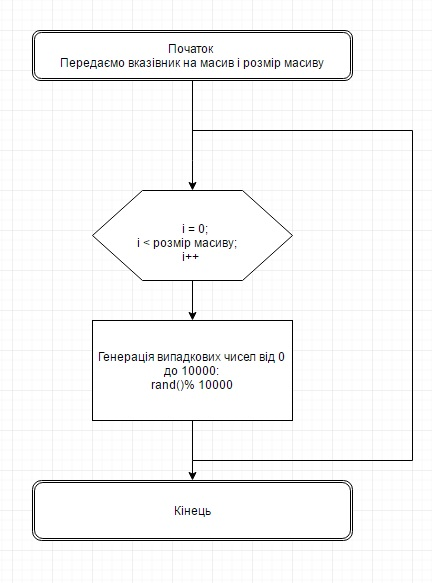 Початок
Передаємо вказівник на масив і розмір масиву
i = 0;
i < розмір масиву;
i++
Генерація випадкових чисел від 0
до 10000:
rand()% 10000
Кінець